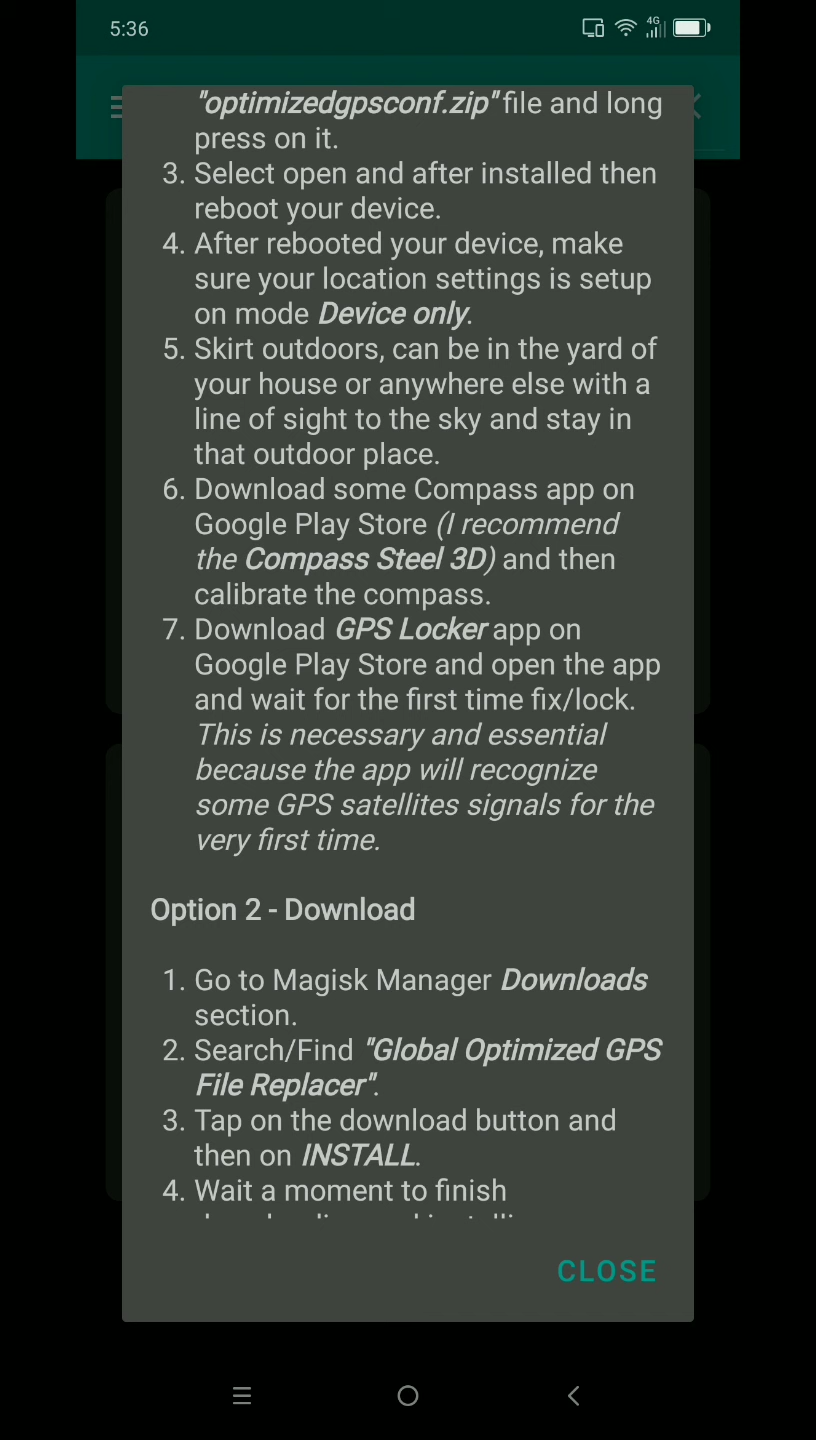 5:36
4G
"optimizedgpsconf.zip" file and long
press on it.
3. Select open and after installed then
reboot your device.
4. After rebooted your device, make
sure your location settings is setup
on mode Device only.
5. Skirt outdoors, can be in the yard of
your house or anywhere else with a
line of sight to the sky and stay in
that outdoor place.
6. Download some Compass app on
Google Play Store (I recommend
the Compass Steel 3D) and then
calibrate the compass.
7. Download GPS Locker app on
Google Play Store and open the app
and wait for the first time fix/lock.
This is necessary and essential
because the app will recognize
some GPS satellites signals for the
very first time.
Option 2 - Download
1. Go to Magisk Manager Downloads
section.
2. Search/Find "Global Optimized GPS
File Replacer".
3. Tap on the download button and
then on INSTALL.
4. Wait a moment to finish
CLOSE